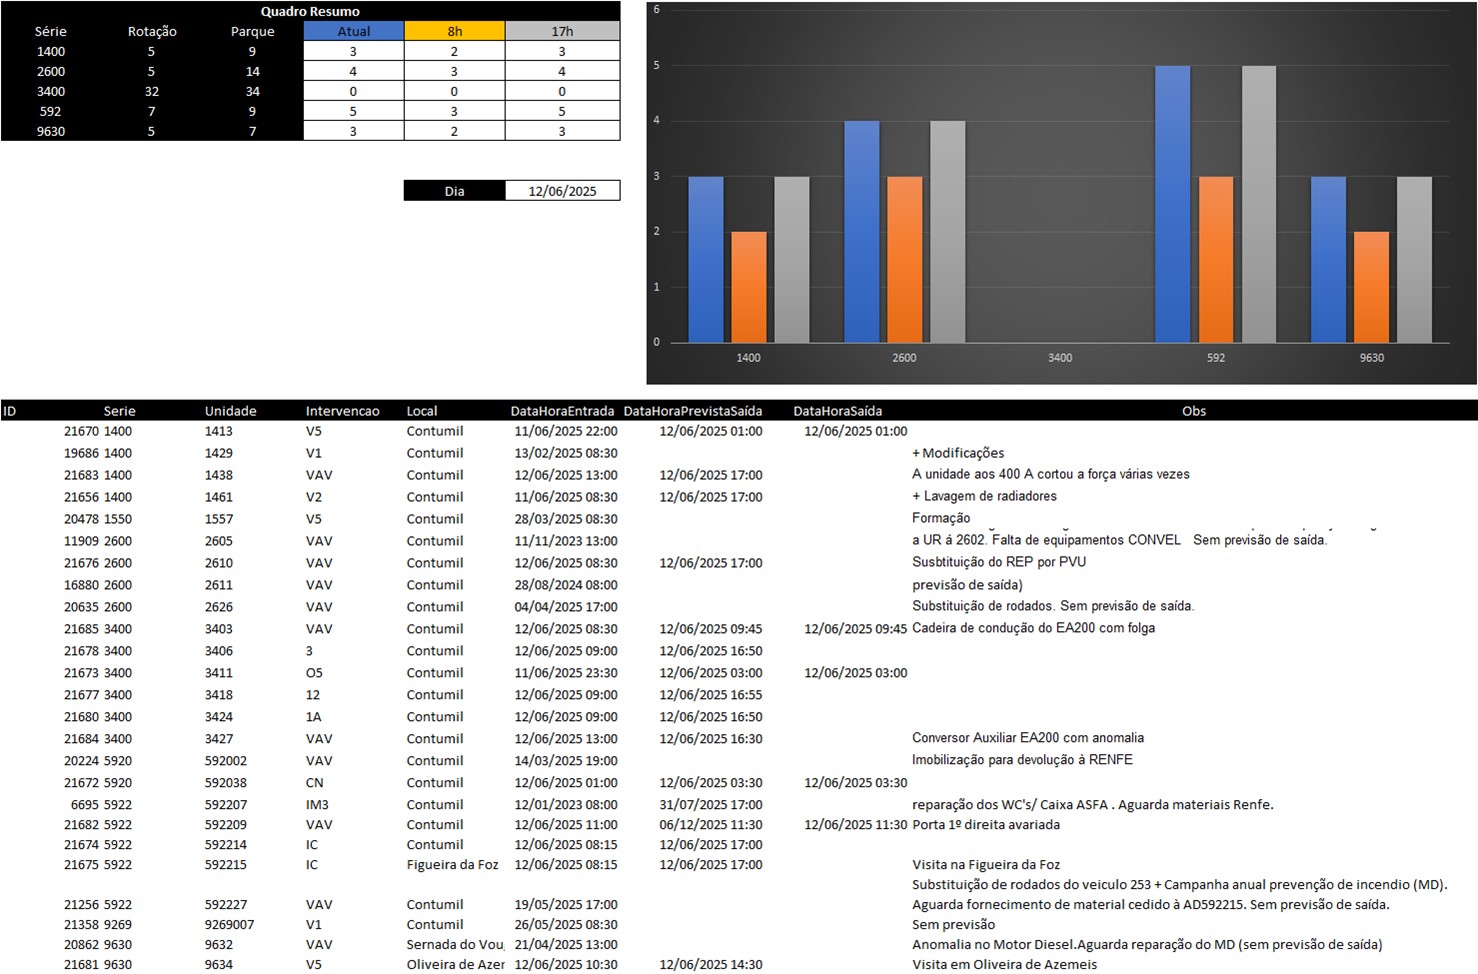 Quadro Resumo
Série Rotação Parque Atual 8h 17h
1400 5 9 3 2 3
2600 5 14 4 3 4
3400 32 34 0 0 0
592 7 9 5 3 5
9630 5 7 3 2 3
Dia 12/06/2025
6
5
4
3
2
1
0
1400 2600 3400 592 9630
ID Serie Unidade Intervencao Local DataHoraEntrada DataHoraPrevistaSaída DataHoraSaída Obs
21670 1400 1413 V5 Contumil 11/06/2025 22:00 12/06/2025 01:00 12/06/2025 01:00
19686 1400 1429 V1 Contumil 13/02/2025 08:30 + Modificações
21683 1400 1438 VAV Contumil 12/06/2025 13:00 12/06/2025 17:00 A unidade aos 400 A cortou a força várias vezes
21656 1400 1461 V2 Contumil 11/06/2025 08:30 12/06/2025 17:00 + Lavagem de radiadores
20478 1550 1557 V5 Contumil 28/03/2025 08:30 Formação
11909 2600 2605 VAV Contumil 11/11/2023 13:00 a UR á 2602. Falta de equipamentos CONVEL Sem previsão de saída.
21676 2600 2610 VAV Contumil 12/06/2025 08:30 12/06/2025 17:00 Susbtituição do REP por PVU
16880 2600 2611 VAV Contumil 28/08/2024 08:00 previsão de saída)
20635 2600 2626 VAV Contumil 04/04/2025 17:00 Substituição de rodados. Sem previsão de saída.
21685 3400 3403 VAV Contumil 12/06/2025 08:30 12/06/2025 09:45 12/06/2025 09:45 Cadeira de condução do EA200 com folga
21678 3400 3406 3 Contumil 12/06/2025 09:00 12/06/2025 16:50
21673 3400 3411 O5 Contumil 11/06/2025 23:30 12/06/2025 03:00 12/06/2025 03:00
21677 3400 3418 12 Contumil 12/06/2025 09:00 12/06/2025 16:55
21680 3400 3424 1A Contumil 12/06/2025 09:00 12/06/2025 16:50
21684 3400 3427 VAV Contumil 12/06/2025 13:00 12/06/2025 16:30 Conversor Auxiliar EA200 com anomalia
20224 5920 592002 VAV Contumil 14/03/2025 19:00 Imobilização para devolução à RENFE
21672 5920 592038 CN Contumil 12/06/2025 01:00 12/06/2025 03:30 12/06/2025 03:30
6695 5922 592207 IM3 Contumil 12/01/2023 08:00 31/07/2025 17:00 reparação dos WC's/ Caixa ASFA . Aguarda materiais Renfe.
21682 5922 592209 VAV Contumil 12/06/2025 11:00 06/12/2025 11:30 12/06/2025 11:30 Porta 1º direita avariada
21674 5922 592214 IC Contumil 12/06/2025 08:15 12/06/2025 17:00
21675 5922 592215 IC Figueira da Foz 12/06/2025 08:15 12/06/2025 17:00 Visita na Figueira da Foz
Substituição de rodados do veiculo 253 + Campanha anual prevenção de incendio (MD).
21256 5922 592227 VAV Contumil 19/05/2025 17:00 Aguarda fornecimento de material cedido à AD592215. Sem previsão de saída.
21358 9269 9269007 V1 Contumil 26/05/2025 08:30 Sem previsão
20862 9630 9632 VAV Sernada do Vou 21/04/2025 13:00 Anomalia no Motor Diesel.Aguarda reparação do MD (sem previsão de saída)
21681 9630 9634 V5 Oliveira de Azer 12/06/2025 10:30 12/06/2025 14:30 Visita em Oliveira de Azemeis